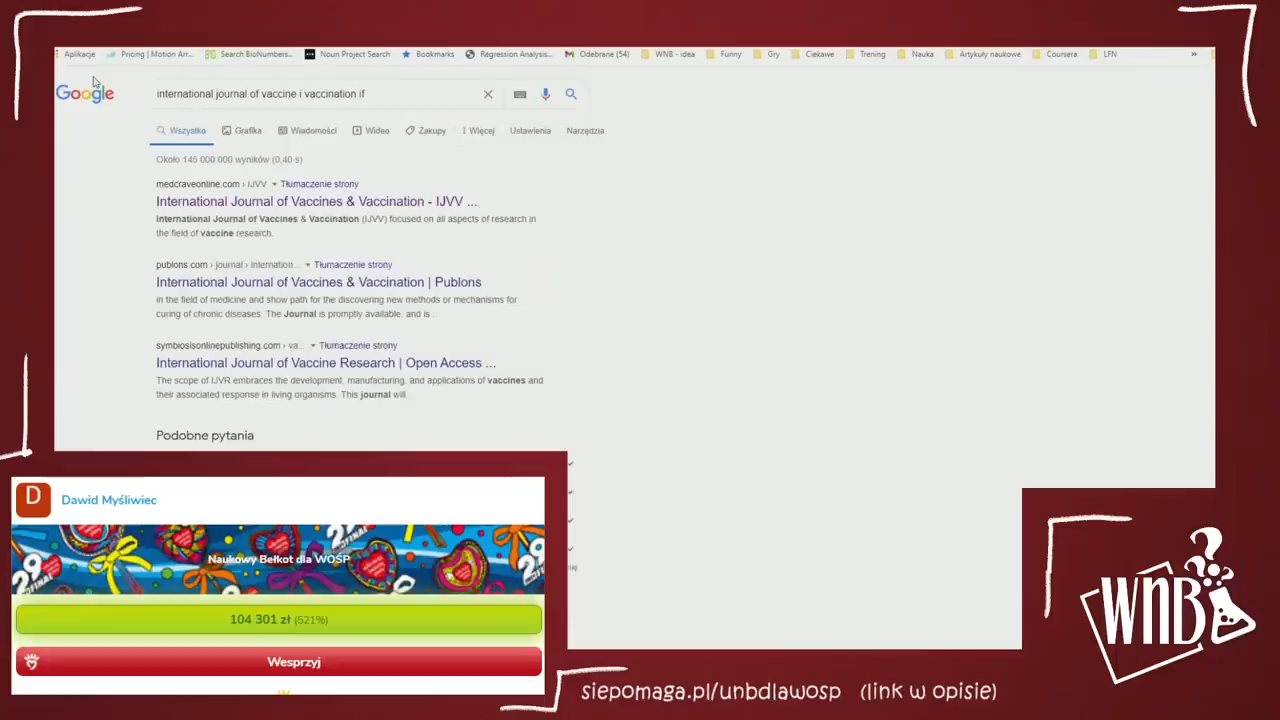 Aplikacje Pricing | Motion Arr... Search BioNumbers... Noun Project Search Bookmarks Regression Analysis... Odebrane (54) WNB - idea Funny Gry Ciekawe Trening Nauka Artykuły naukowe Coursera LFN »
Google
international journal of vaccine i vaccination if
Wszystko Grafika Wiadomości Wideo Zakupy Więcej Ustawienia Narzędzia
Około 145 000 000 wyników (0,40 s)
medcraveonline.com › IJVV Tłumaczenie strony
International Journal of Vaccines & Vaccination - IJVV ...
International Journal of Vaccines & Vaccination (IJVV) focused on all aspects of research in
the field of vaccine research.
publons.com › journal › internation... Tłumaczenie strony
International Journal of Vaccines & Vaccination | Publons
in the field of medicine and show path for the discovering new methods or mechanisms for
curing of chronic diseases. The Journal is promptly available, and is ...
symbiosisonlinepublishing.com › va... Tłumaczenie strony
International Journal of Vaccine Research | Open Access ...
The scope of IJVR embraces the development, manufacturing, and applications of vaccines and
their associated response in living organisms. This journal will ...
Podobne pytania
D Dawid Myśliwiec
29 FINAŁ
Naukowy Bełkot dla WOŚP
29 FINAŁ
104 301 zł (521%)
Wesprzyj
WNB
siepomaga.pl/unbdlawosp (link w opisie)